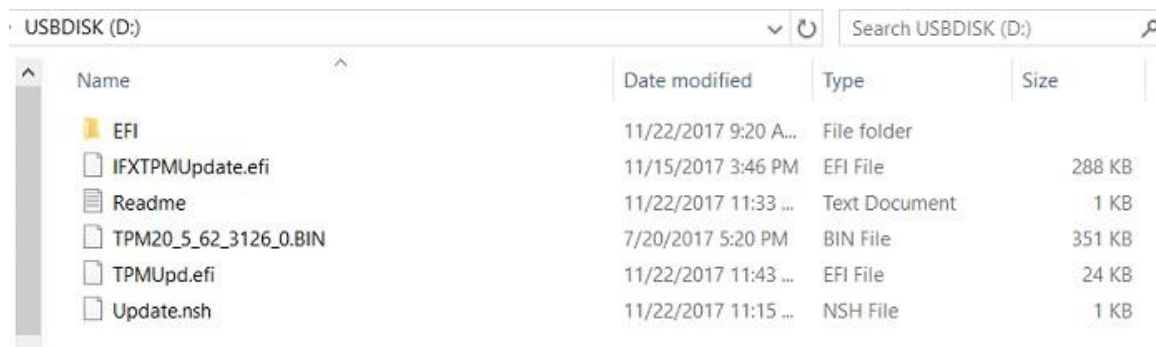 USBDISK (D:) Search USBDISK (D:)
Name Date modified Type Size
EFI 11/22/2017 9:20 A... File folder
IFXTPMUpdate.efi 11/15/2017 3:46 PM EFI File 288 KB
Readme 11/22/2017 11:33 ... Text Document 1 KB
TPM20_5_62_3126_0.BIN 7/20/2017 5:20 PM BIN File 351 KB
TPMUpd.efi 11/22/2017 11:43 ... EFI File 24 KB
Update.nsh 11/22/2017 11:15 ... NSH File 1 KB